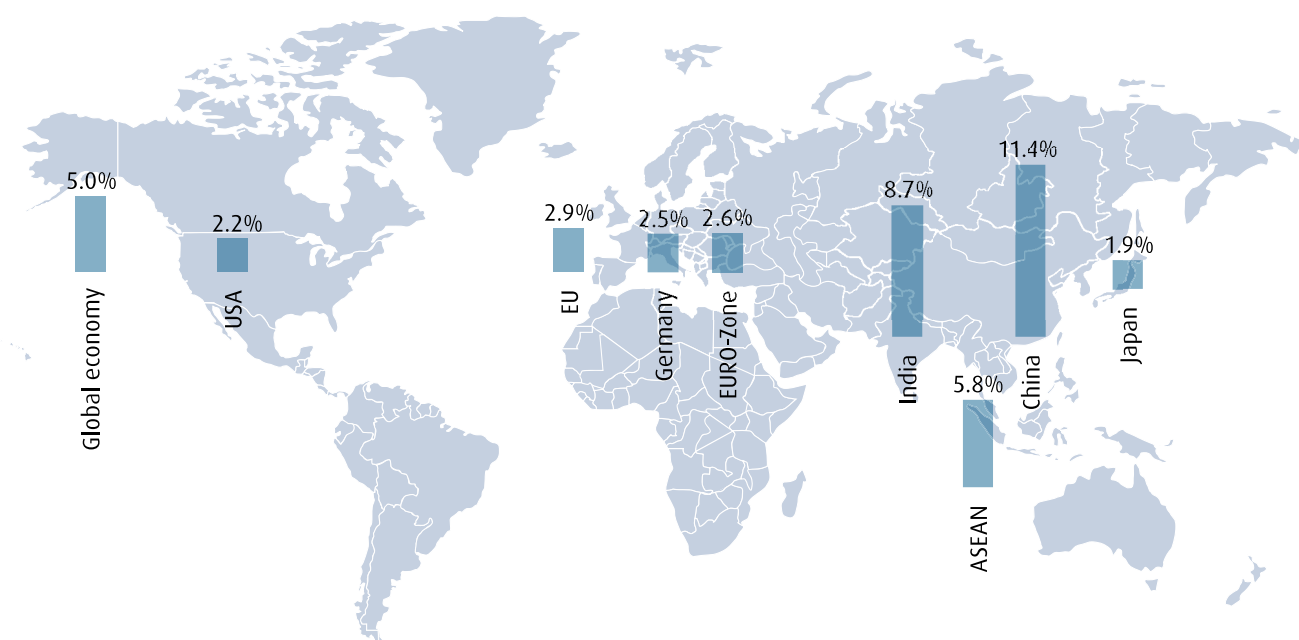 5.0%
Global economy
2.2%
USA
2.9%
EU
2.5%
Germany
2.6%
EURO-Zone
8.7%
India
5.8%
ASEAN
11.4%
China
1.9%
Japan